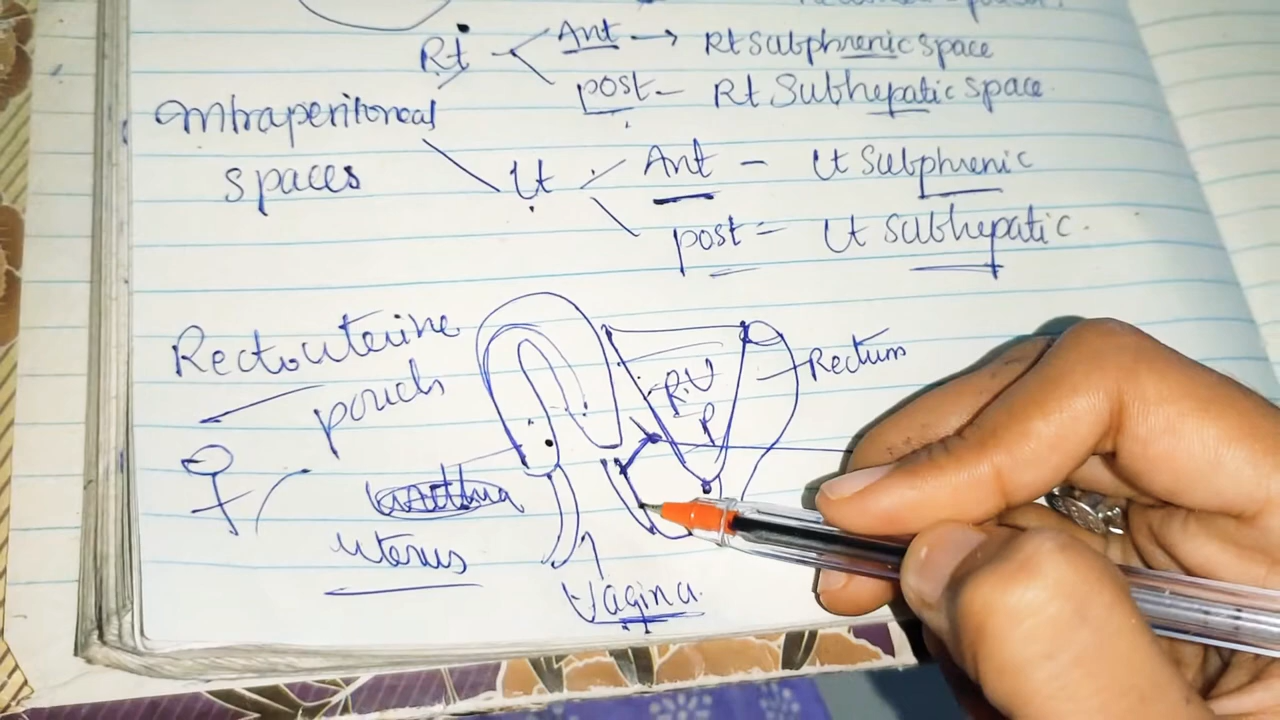 Rt < Ant → Rt Subphrenic space
post - Rt Subhepatic space.
Intraperitoreal
spaces
Lt Ant - Lt Subphrenic
post = Lt subhepatic.
Rectouterine
pouch
R.U
P
Rectum
uterus
Vagina.